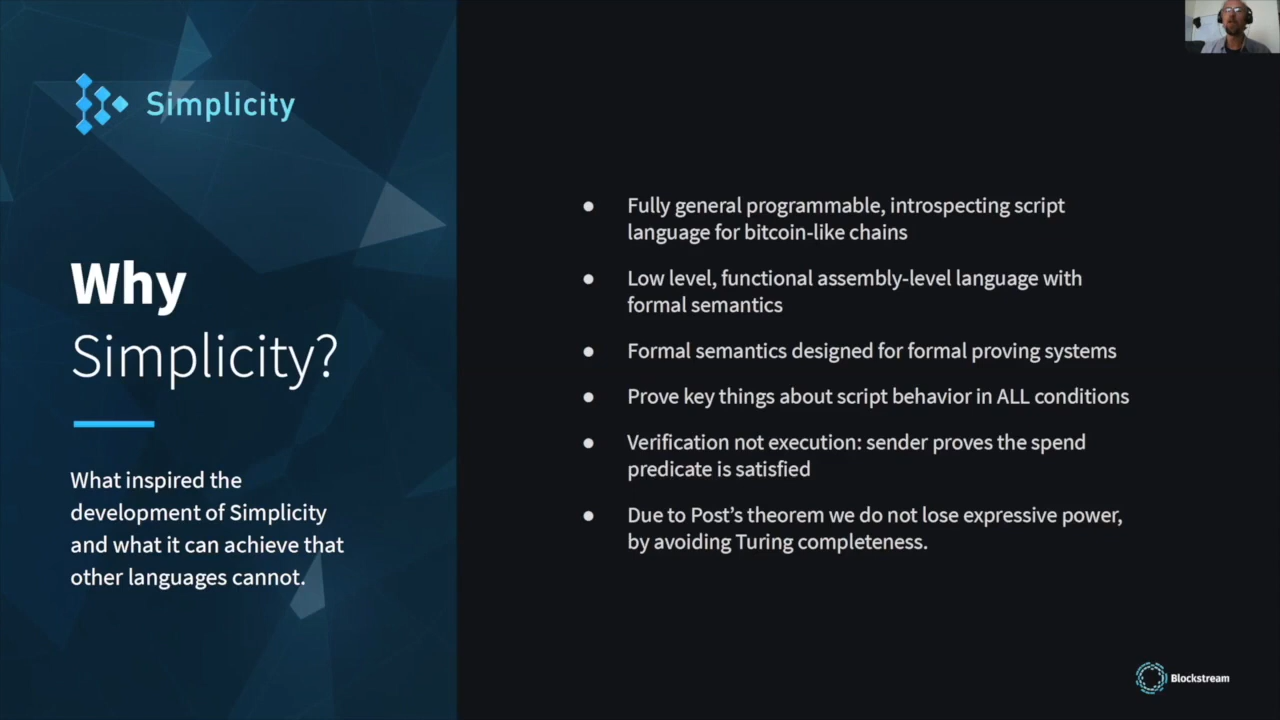 Simplicity
Why
Simplicity?
What inspired the
development of Simplicity
and what it can achieve that
other languages cannot.
● Fully general programmable, introspecting script
language for bitcoin-like chains
● Low level, functional assembly-level language with
formal semantics
● Formal semantics designed for formal proving systems
● Prove key things about script behavior in ALL conditions
● Verification not execution: sender proves the spend
predicate is satisfied
● Due to Post’s theorem we do not lose expressive power,
by avoiding Turing completeness.
Blockstream